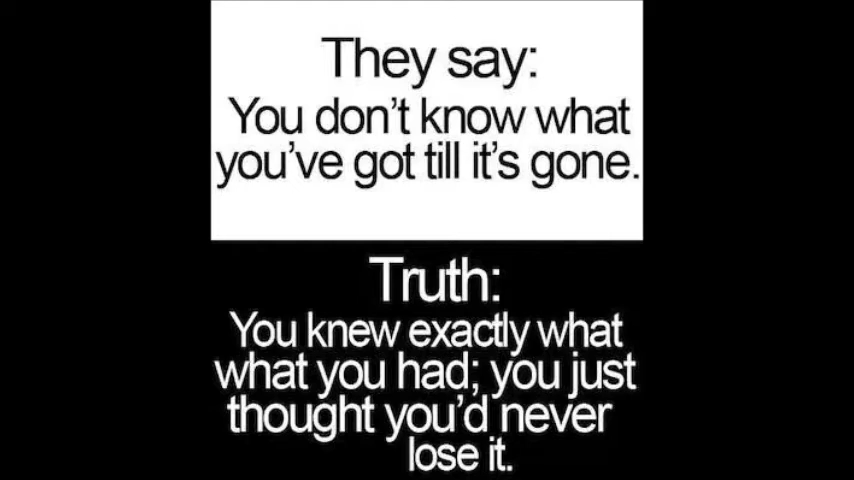 They say:
You don't know what
you've got till it's gone.
Truth:
You knew exactly what
what you had; you just
thought you'd never
lose it.